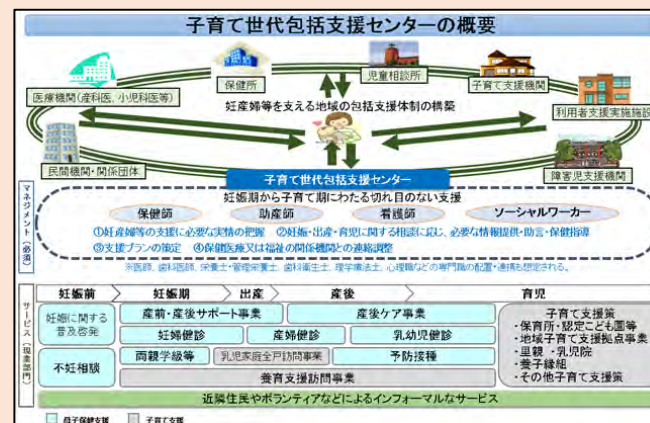 子育て世代包括支援センターの概要
保健所
児童相談所
医療機関(産科医、小児科医等)
子育て支援機関
妊産婦等を支える地域の包括支援体制の構築
利用者支援実施施設
民間機関・関係団体
子育て世代包括支援センター
障害児支援機関
マネジメント(必須)
妊娠期から子育て期にわたる切れ目のない支援
保健師 助産師 看護師 ソーシャルワーカー
①妊産婦等の支援に必要な実情の把握 ②妊娠・出産・育児に関する相談に応じ、必要な情報提供・助言・保健指導
③支援プランの策定 ④保健医療又は福祉の関係機関との連絡調整
※医師、歯科医師、栄養士・管理栄養士、歯科衛生士、理学療法士、心理職などの専門職の配置・連携も想定される。
サービス(現業部門)
妊娠前 妊娠期 出産 産後 育児
妊娠に関する普及啓発
産前・産後サポート事業
産後ケア事業
妊婦健診
産婦健診
乳幼児健診
不妊相談
両親学級等
乳児家庭全戸訪問事業
予防接種
養育支援訪問事業
子育て支援策
・保育所・認定こども園等
・地域子育て支援拠点事業
・里親 ・乳児院
・養子縁組
・その他子育て支援策
近隣住民やボランティアなどによるインフォーマルなサービス
母子保健支援 子育て支援